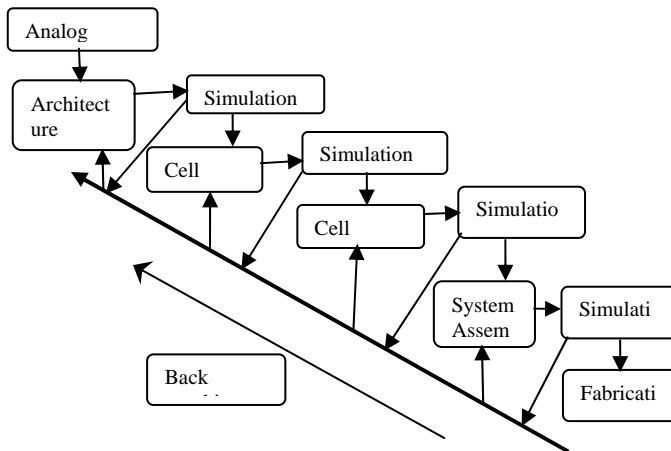 Analog
Architect
ure
Simulation
Cell
Simulation
Cell
Simulatio
System
Assem
Simulati
Fabricati
Back